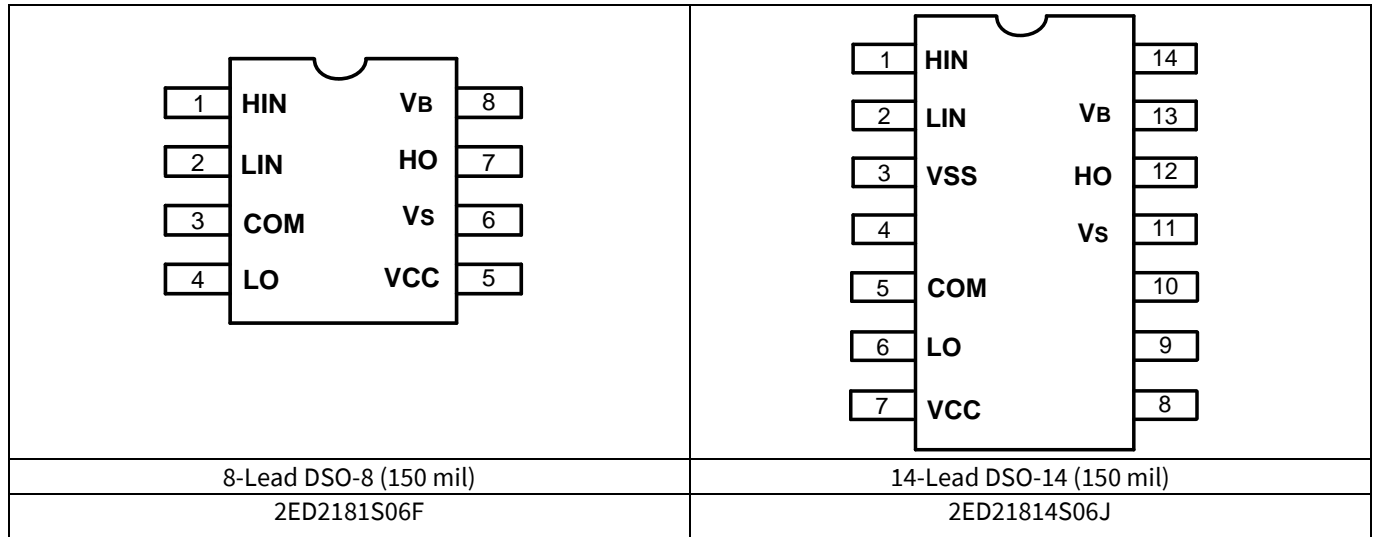 1 HIN VB 8
2 LIN HO 7
3 COM VS 6
4 LO VCC 5
8-Lead DSO-8 (150 mil)
2ED2181S06F
1 HIN 14
2 LIN VB 13
3 VSS HO 12
4 VS 11
5 COM 10
6 LO 9
7 VCC 8
14-Lead DSO-14 (150 mil)
2ED21814S06J